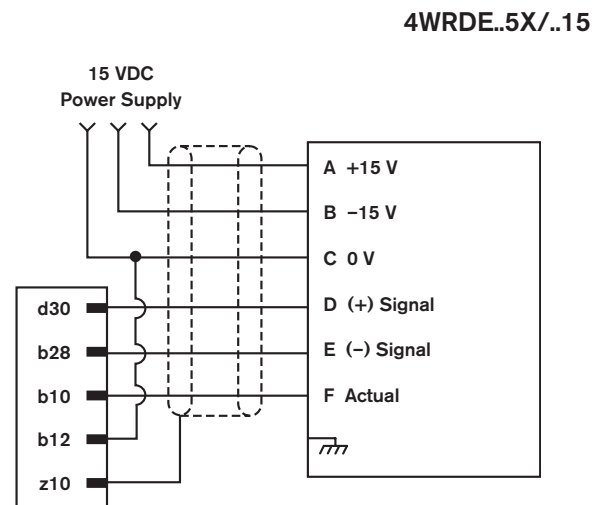 4WRDE..5X/..15
15 VDC
Power Supply
A +15 V
B −15 V
C 0 V
D (+) Signal
E (−) Signal
F Actual
d30
b28
b10
b12
z10